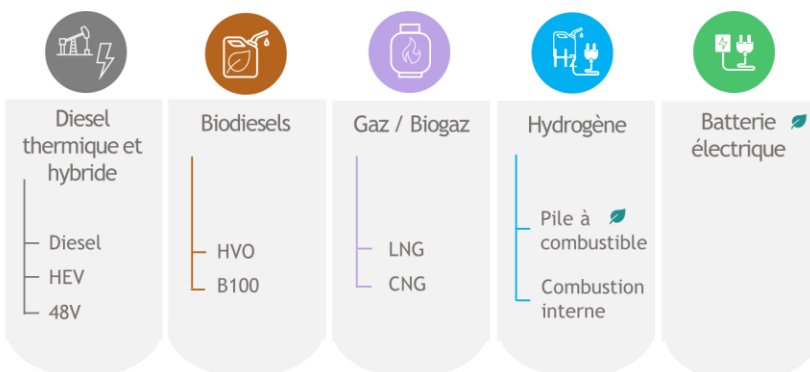 H2
Diesel
thermique et
hybride
Diesel
HEV
48V
Biodiesels
HVO
B100
Gaz / Biogaz
LNG
CNG
Hydrogène
Pile à
combustible
Combustion
interne
Batterie
électrique